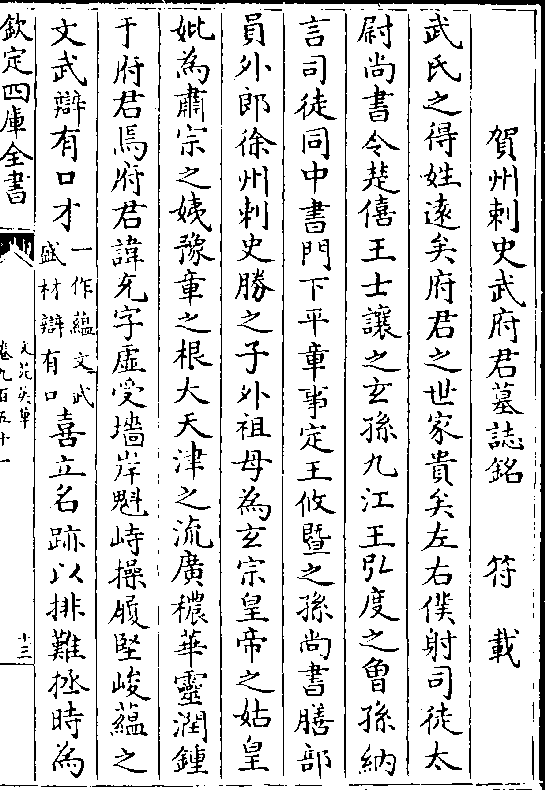 賀州刺史武府君墓誌銘　符載
武氏之得姓逺矣府君之世家貴矣左右僕射司徒太
尉尚書令楚僖王士讓之玄孫九江王弘度之曾孫納
言司徒同中書門下平章事定王攸曁之孫尚書膳部
員外郎徐州刺史勝之子外祖母為玄宗皇帝之姑皇
妣為肅宗之姨豫章之根大天津之流廣穠華靈潤鍾
于府君焉府君諱充字虛受墻岸魁峙操履堅峻蘊之
文武辯有口才一作蘊文武盛材辯有口喜立名跡以排難拯時為
欽定四庫全書
文苑英華
卷九百五十一
十三